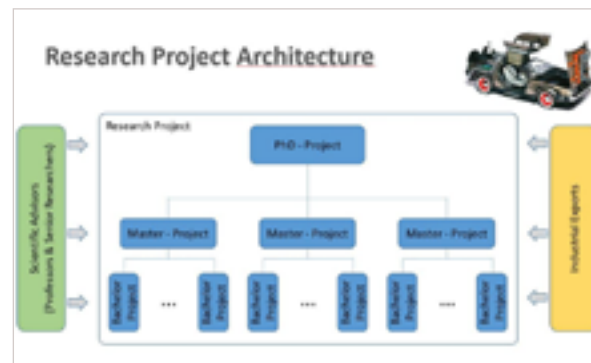 Research Project Architecture
Research Project
PhD - Project
Scientific Advisors
(Professors & Senior Researchers)
Industrial Experts
Master - Project
Master - Project
Master - Project
Bachelor
Project
...
Bachelor
Project
Bachelor
Project
...
Bachelor
Project
Bachelor
Project
...
Bachelor
Project